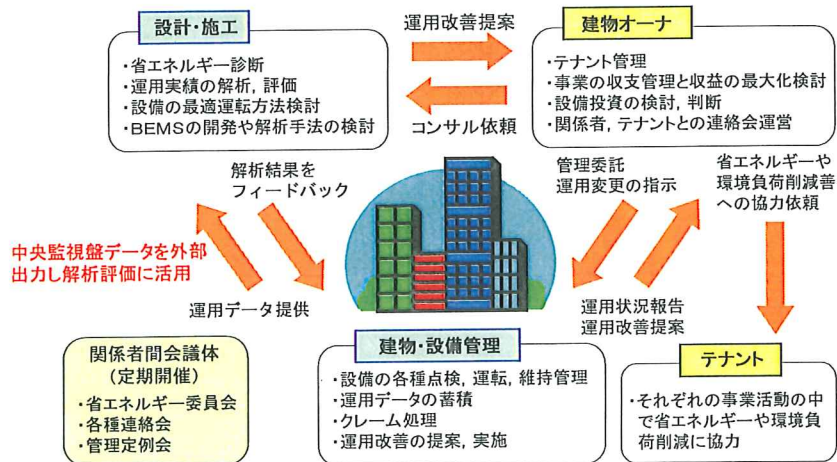 設計・施工
・省エネルギー診断
・運用実績の解析, 評価
・設備の最適運転方法検討
・BEMSの開発や解析手法の検討
運用改善提案
コンサル依頼
建物オーナ
・テナント管理
・事業の収支管理と収益の最大化検討
・設備投資の検討, 判断
・関係者, テナントとの連絡会運営
解析結果を
フィードバック
管理委託
運用変更の指示
省エネルギーや
環境負荷削減善
への協力依頼
中央監視盤データを外部
出力し解析評価に活用
運用データ提供
運用状況報告
運用改善提案
関係者間会議体
(定期開催)
・省エネルギー委員会
・各種連絡会
・管理定例会
建物・設備管理
・設備の各種点検, 運転, 維持管理
・運用データの蓄積
・クレーム処理
・運用改善の提案, 実施
テナント
・それぞれの事業活動の中
で省エネルギーや環境負
荷削減に協力